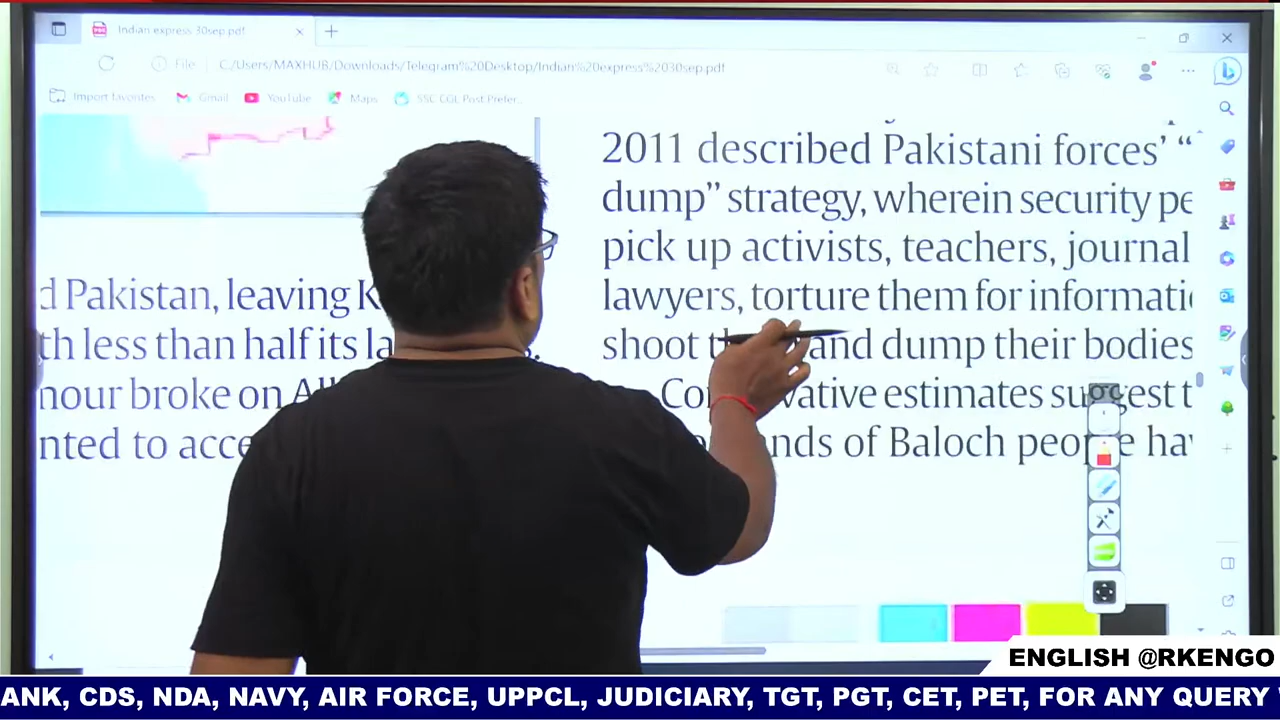 Indian express 30sep.pdf
File
C:/Users/MAXHUB/Downloads/Telegram%20Desktop/Indian%20express%2030sep.pdf
Import favorites
Gmail
YouTube
Maps
SSC CGL Post Prefer...
2011 described Pakistani forces' "
dump" strategy, wherein security pe
pick up activists, teachers, journal
lawyers, torture them for informati
shoot and dump their bodies
estimates suggest t
of Baloch people hav
d Pakistan, leaving K
th less than half its la
nour broke on Al
nted to acce
ENGLISH @RKENGO
ANK, CDS, NDA, NAVY, AIR FORCE, UPPCL, JUDICIARY, TGT, PGT, CET, PET, FOR ANY QUERY